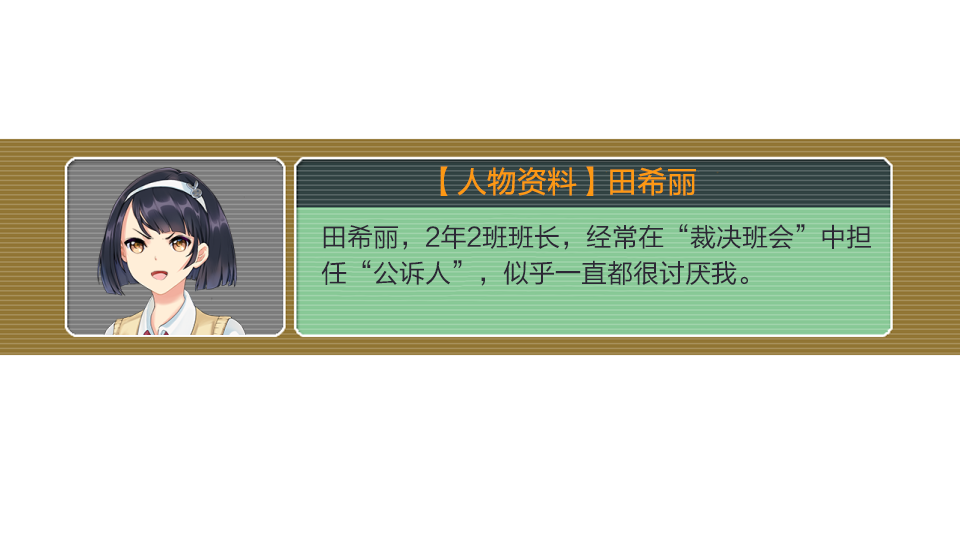 【人物资料】田希丽
田希丽，2年2班班长，经常在“裁决班会”中担
任“公诉人”，似乎一直都很讨厌我。